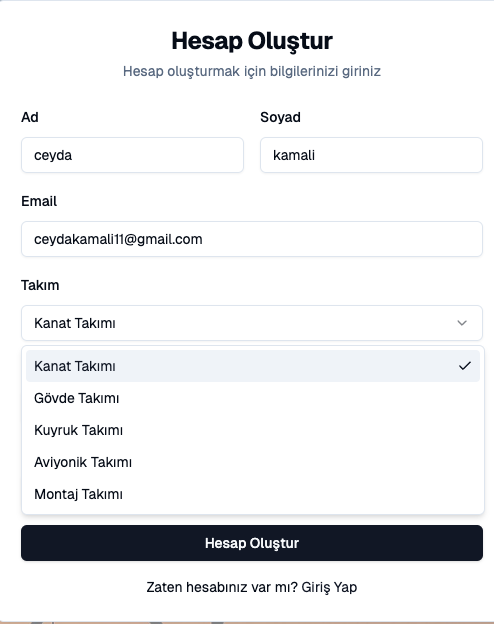 Hesap Oluştur
Hesap oluşturmak için bilgilerinizi giriniz
Ad Soyad
ceyda kamali
Email
ceydakamali11@gmail.com
Takım
Kanat Takımı
Kanat Takımı
Gövde Takımı
Kuyruk Takımı
Aviyonik Takımı
Montaj Takımı
Hesap Oluştur
Zaten hesabınız var mı? Giriş Yap